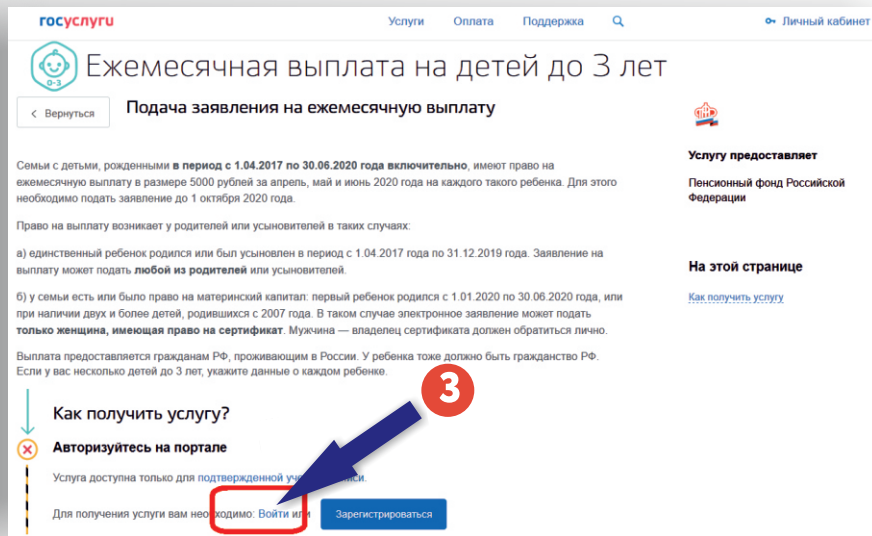 госуслуги
Услуги Оплата Поддержка
Личный кабинет
0-3
Ежемесячная выплата на детей до 3 лет
Вернуться
Подача заявления на ежемесячную выплату
Семьи с детьми, рожденными в период с 1.04.2017 по 30.06.2020 года включительно, имеют право на
ежемесячную выплату в размере 5000 рублей за апрель, май и июнь 2020 года на каждого такого ребенка. Для этого
необходимо подать заявление до 1 октября 2020 года.
Право на выплату возникает у родителей или усыновителей в таких случаях:
а) единственный ребенок родился или был усыновлен в период с 1.04.2017 года по 31.12.2019 года. Заявление на
выплату может подать любой из родителей или усыновителей.
б) у семьи есть или было право на материнский капитал: первый ребенок родился с 1.01.2020 по 30.06.2020 года, или
при наличии двух и более детей, родившихся с 2007 года. В таком случае электронное заявление может подать
только женщина, имеющая право на сертификат. Мужчина — владелец сертификата должен обратиться лично.
Выплата предоставляется гражданам РФ, проживающим в России. У ребенка тоже должно быть гражданство РФ.
Если у вас несколько детей до 3 лет, укажите данные о каждом ребенке.
3
Как получить услугу?
Авторизуйтесь на портале
Услуга доступна только для подтвержденной
Для получения услуги вам необходимо: Войти или
Зарегистрироваться
Услугу предоставляет
Пенсионный фонд Российской
Федерации
На этой странице
Как получить услугу